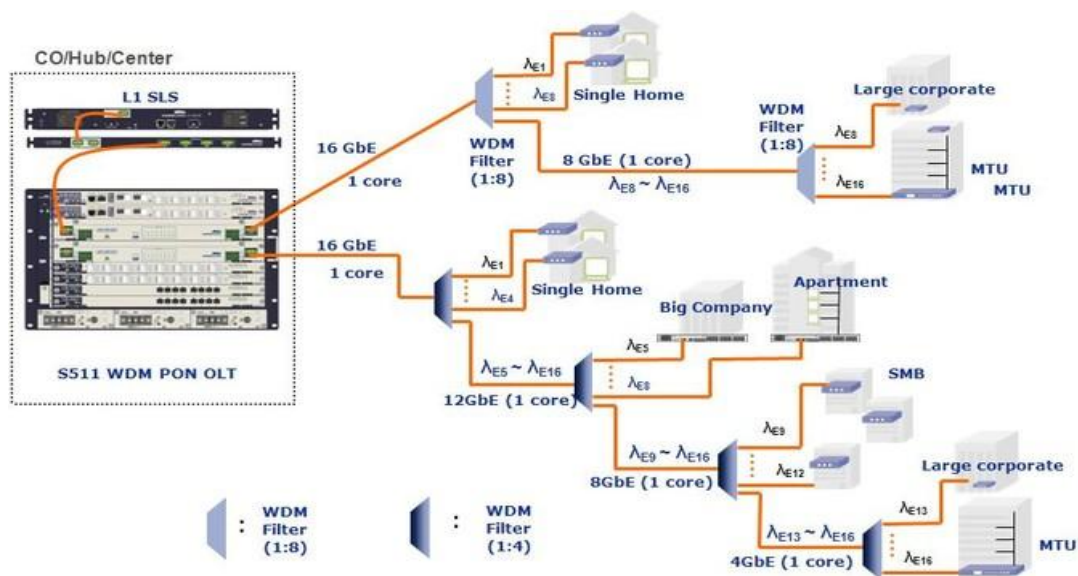 CO/Hub/Center
L1 SLS
S511 WDM PON OLT
16 GbE
1 core
λE1
λE8
Single Home
WDM
Filter
(1:8)
8 GbE (1 core)
λE8 ~ λE16
WDM
Filter
(1:8)
Large corporate
λE8
λE16
MTU
MTU
16 GbE
1 core
λE1
λE4
Single Home
λE5 ~ λE16
12GbE (1 core)
Big Company
Apartment
λE5
λE8
λE9 ~ λE16
8GbE (1 core)
SMB
λE9
λE12
λE13 ~ λE16
4GbE (1 core)
Large corporate
λE13
λE16
MTU
: WDM
Filter
(1:8)
: WDM
Filter
(1:4)